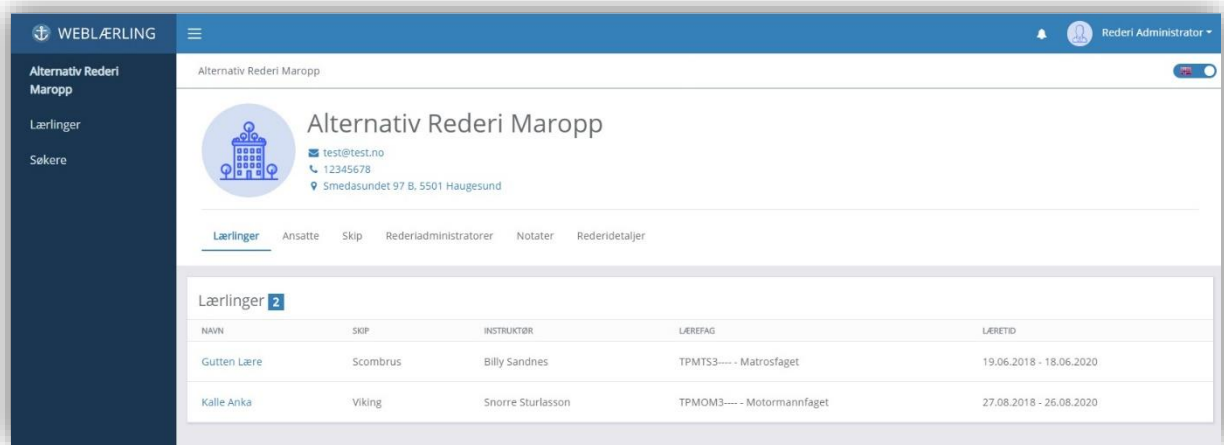 WEBLÆRLING
Rederi Administrator
Alternativ Rederi
Maropp
Lærlinger
Søkere
Alternativ Rederi Maropp
Alternativ Rederi Maropp
test@test.no
12345678
Smedasundet 97 B, 5501 Haugesund
Lærlinger Ansatte Skip Rederiadministratorer Notater Rederidetaljer
Lærlinger 2
NAVN SKIP INSTRUKTØR LÆREFAG LÆRETID
Gutten Lære Scombrus Billy Sandnes TPMTS3---- - Matrosfaget 19.06.2018 - 18.06.2020
Kalle Anka Viking Snorre Sturlasson TPMOM3---- - Motormannfaget 27.08.2018 - 26.08.2020